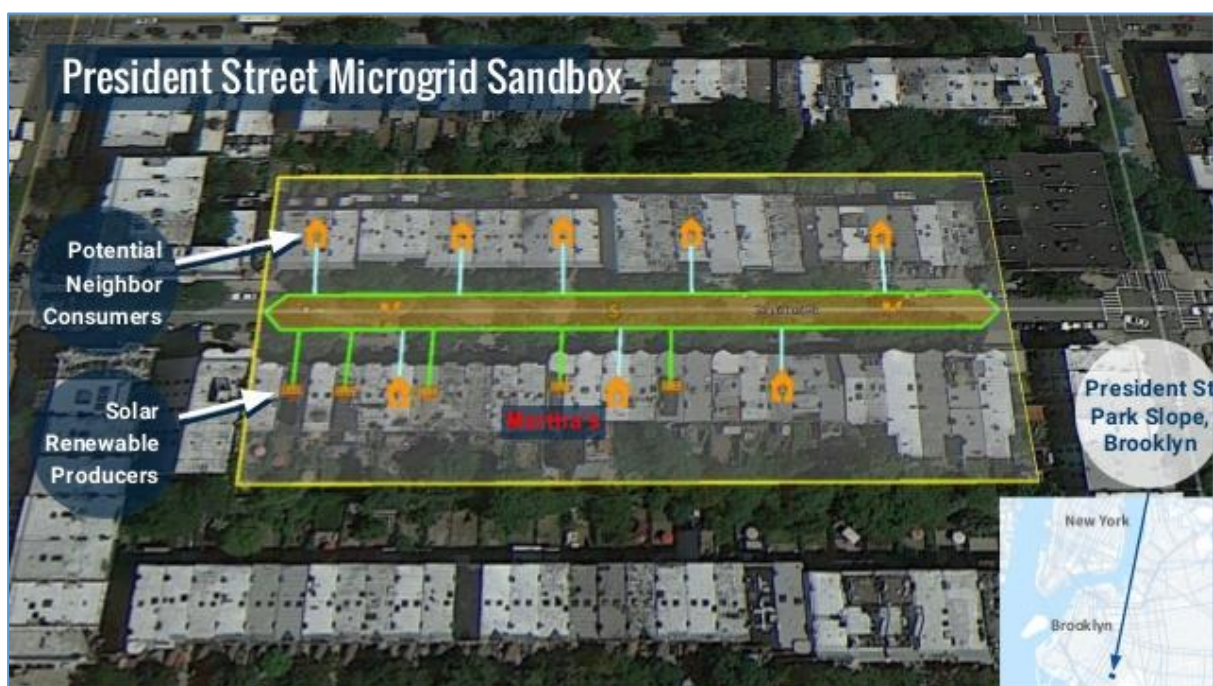 President Street Microgrid Sandbox
Potential
Neighbor
Consumers
Solar
Renewable
Producers
Martha's
President St
Park Slope,
Brooklyn
New York
Brooklyn